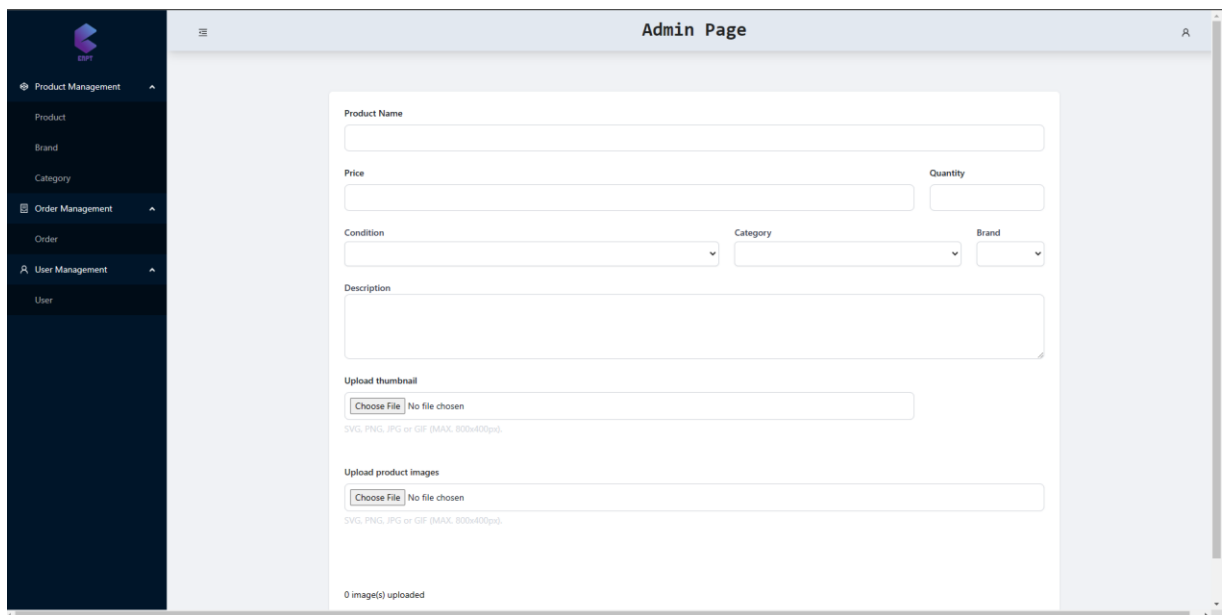 Admin Page
ERPT
Product Management
Product
Brand
Category
Order Management
Order
User Management
User
Product Name
Price Quantity
Condition Category Brand
Description
Upload thumbnail
Choose File No file chosen
SVG, PNG, JPG or GIF (MAX. 800x400px).
Upload product images
Choose File No file chosen
SVG, PNG, JPG or GIF (MAX. 800x400px).
0 image(s) uploaded